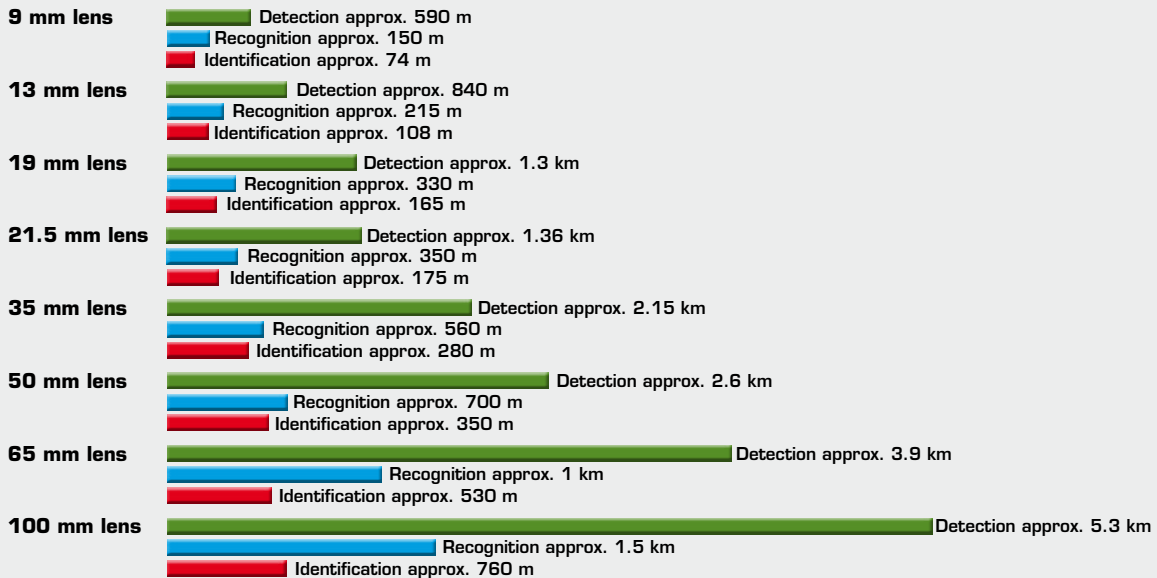 9 mm lens Detection approx. 590 m
Recognition approx. 150 m
Identification approx. 74 m
13 mm lens Detection approx. 840 m
Recognition approx. 215 m
Identification approx. 108 m
19 mm lens Detection approx. 1.3 km
Recognition approx. 330 m
Identification approx. 165 m
21.5 mm lens Detection approx. 1.36 km
Recognition approx. 350 m
Identification approx. 175 m
35 mm lens Detection approx. 2.15 km
Recognition approx. 560 m
Identification approx. 280 m
50 mm lens Detection approx. 2.6 km
Recognition approx. 700 m
Identification approx. 350 m
65 mm lens Detection approx. 3.9 km
Recognition approx. 1 km
Identification approx. 530 m
100 mm lens Detection approx. 5.3 km
Recognition approx. 1.5 km
Identification approx. 760 m